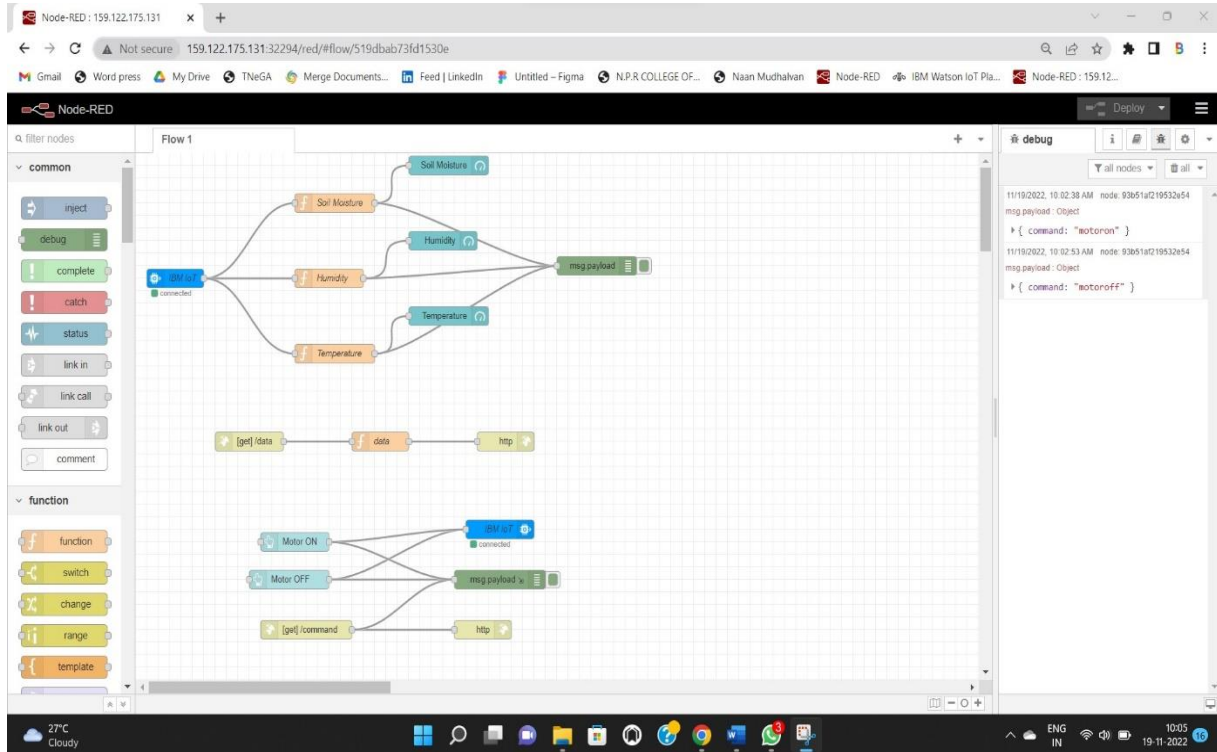 Node-RED : 159.122.175.131
Not secure 159.122.175.131:32294/red/#flow/519dbab73fd1530e
Gmail Word press My Drive TNeGA Merge Documents... Feed | LinkedIn Untitled – Figma N.P.R COLLEGE OF... Naan Mudhalvan Node-RED IBM Watson IoT Pla... Node-RED : 159.12...
Node-RED Deploy
filter nodes Flow 1 debug
all nodes all
common
inject
debug
complete
catch
status
link in
link call
link out
comment
function
function
switch
change
range
template
Soil Moisture
Soil Moisture
Humidity
IBM IoT Humidity msg.payload
connected
Temperature
Temperature
[get] /data data http
IBM IoT
Motor ON connected
Motor OFF msg.payload
[get] /command http
11/19/2022, 10:02:38 AM node: 93b51af219532e54
msg.payload : Object
{ command: "motoron" }
11/19/2022, 10:02:53 AM node: 93b51af219532e54
msg.payload : Object
{ command: "motoroff" }
27°C
Cloudy
3
ENG
IN
10:05
19-11-2022
16